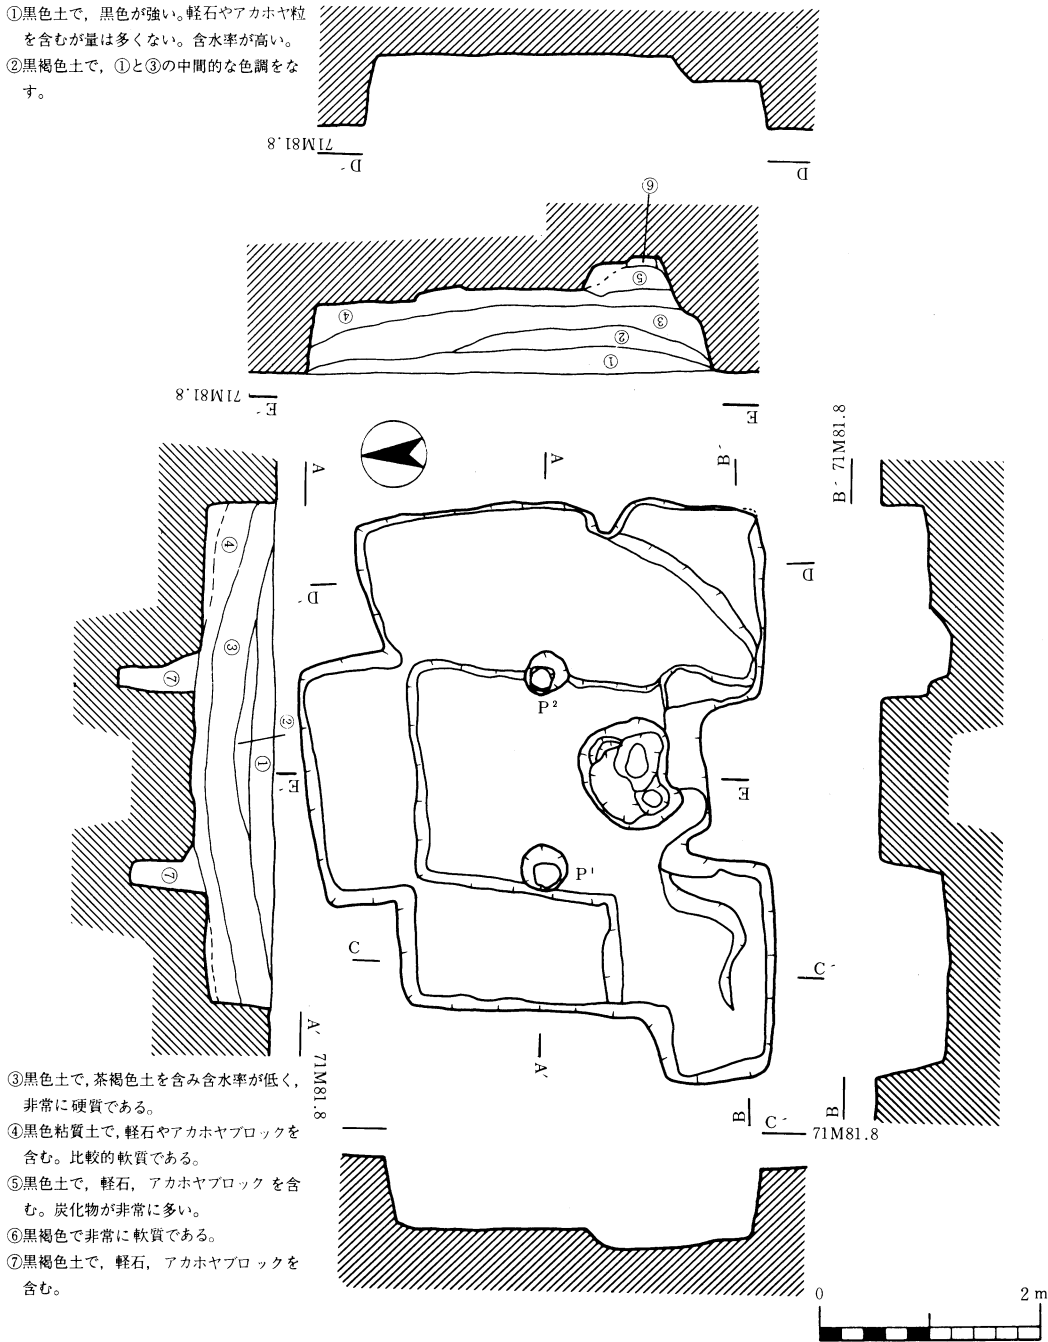 ①黒色土で，黒色が強い。軽石やアカホヤ粒
を含むが量は多くない。含水率が高い。
②黒褐色土で，①と③の中間的な色調をな
す。
71M81.8
D´
D
⑥
⑤
④
③
②
①
71M81.8
E´
E
A
A
B´
B´ 71M81.8
④
③
⑦
②
①
⑦
D´
D
P²
E´
E
P¹
C
C´
A´ 71M81.8
A´
B
B
C´
71M81.8
③黒色土で，茶褐色土を含み含水率が低く，
非常に硬質である。
④黒色粘質土で，軽石やアカホヤブロックを
含む。比較的軟質である。
⑤黒色土で，軽石，アカホヤブロックを含
む。炭化物が非常に多い。
⑥黒褐色で非常に軟質である。
⑦黒褐色土で，軽石，アカホヤブロックを
含む。
0 2 m